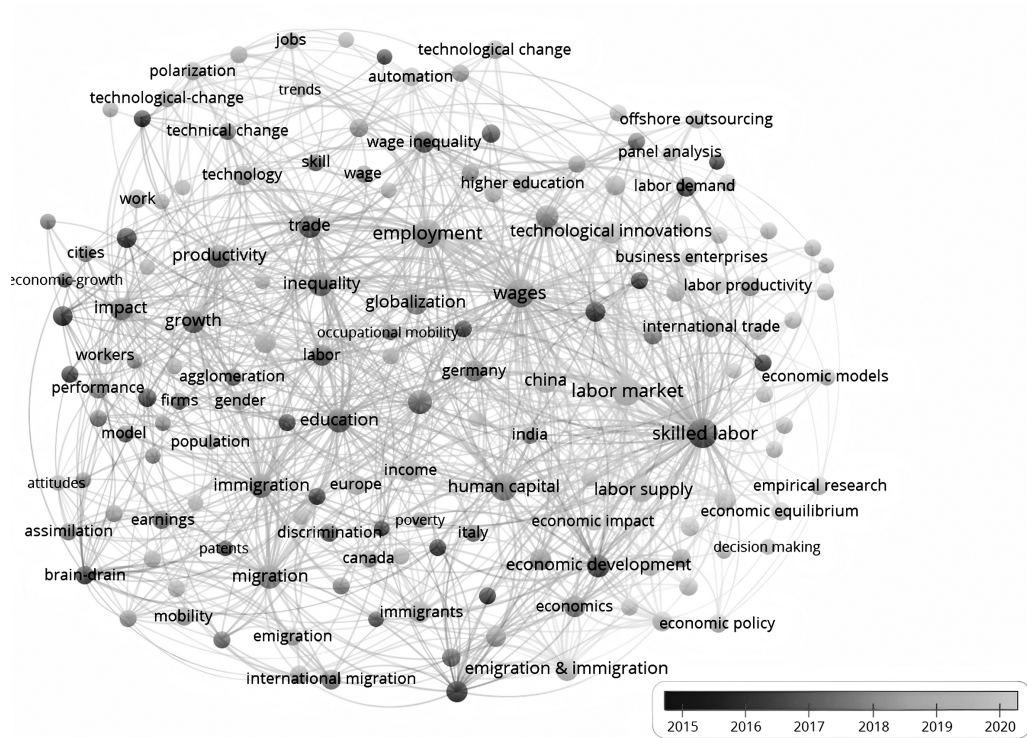 jobs
technological change
polarization
automation
trends
technological-change
offshore outsourcing
technical change
wage inequality
panel analysis
skill
wage
technology
higher education
labor demand
work
trade
employment
technological innovations
cities
productivity
business enterprises
economic-growth
inequality
wages
labor productivity
impact
globalization
growth
occupational mobility
international trade
workers
labor
germany
china
economic models
performance
agglomeration
labor market
firms
gender
education
model
population
india
skilled labor
income
attitudes
immigration
europe
human capital
labor supply
empirical research
earnings
poverty
economic impact
economic equilibrium
assimilation
discrimination
italy
patents
canada
decision making
brain-drain
migration
economic development
mobility
immigrants
economics
economic policy
emigration
international migration
emigration & immigration
2015 2016 2017 2018 2019 2020